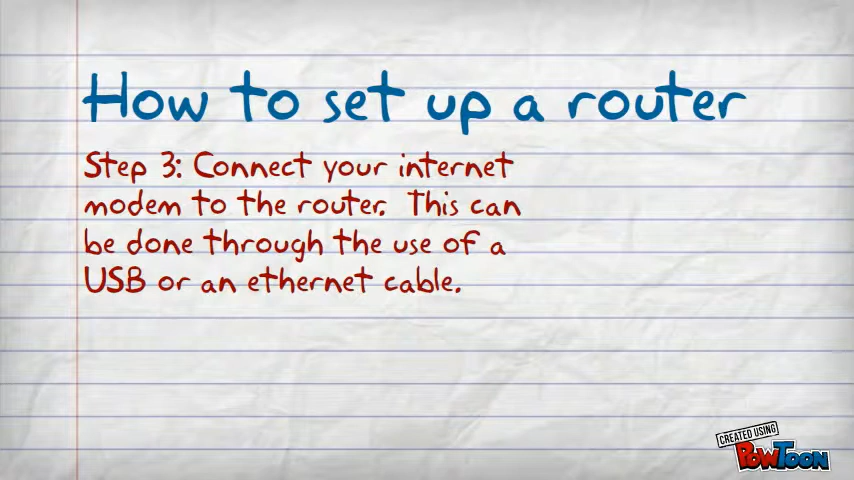 How to set up a router
Step 3: Connect your internet
modem to the router. This can
be done through the use of a
USB or an ethernet cable.
CREATED USING
POWTOON